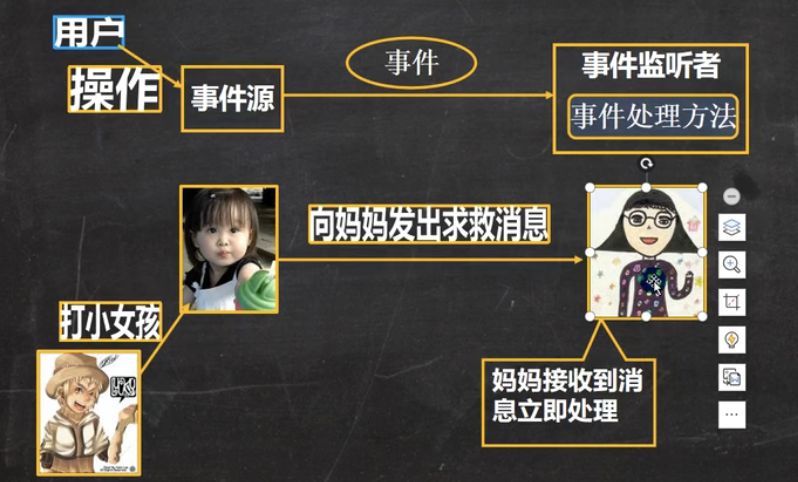 用户
操作
事件源
事件
事件监听者
事件处理方法
向妈妈发出求救消息
打小女孩
妈妈接收到消
息立即处理